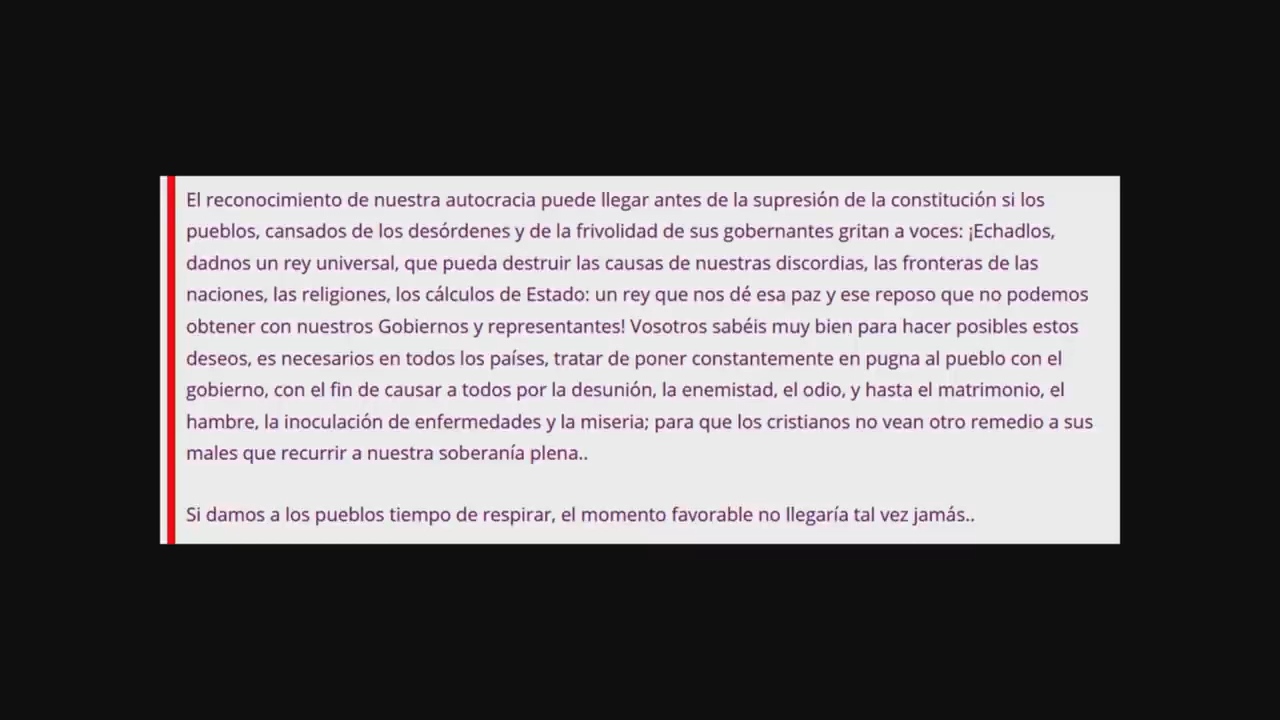 El reconocimiento de nuestra autocracia puede llegar antes de la supresión de la constitución si los
pueblos, cansados de los desórdenes y de la frivolidad de sus gobernantes gritan a voces: ¡Echadlos,
dadnos un rey universal, que pueda destruir las causas de nuestras discordias, las fronteras de las
naciones, las religiones, los cálculos de Estado: un rey que nos dé esa paz y ese reposo que no podemos
obtener con nuestros Gobiernos y representantes! Vosotros sabéis muy bien para hacer posibles estos
deseos, es necesarios en todos los países, tratar de poner constantemente en pugna al pueblo con el
gobierno, con el fin de causar a todos por la desunión, la enemistad, el odio, y hasta el matrimonio, el
hambre, la inoculación de enfermedades y la miseria; para que los cristianos no vean otro remedio a sus
males que recurrir a nuestra soberanía plena..
Si damos a los pueblos tiempo de respirar, el momento favorable no llegaría tal vez jamás..